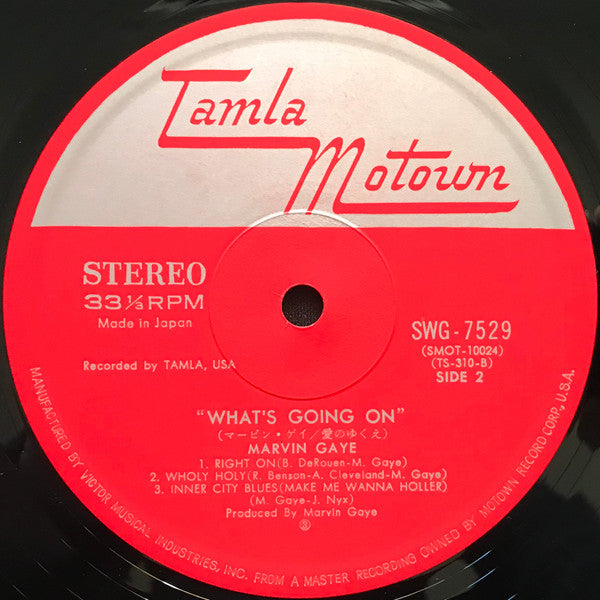 Tamla
Motown
STEREO
33⅓RPM
Made in Japan
Recorded by TAMLA, USA
SWG-7529
(SMOT-10024)
(TS-310-B)
SIDE 2
"WHAT'S GOING ON"
(マービン・ゲイ/愛のゆくえ)
MARVIN GAYE
1. RIGHT ON(B. DeRouen-M. Gaye)
2. WHOLY HOLY(R. Benson-A. Cleveland-M. Gaye)
3. INNER CITY BLUES(MAKE ME WANNA HOLLER)
(M. Gaye-J. Nyx)
Produced By Marvin Gaye
MANUFACTURED BY VICTOR MUSICAL INDUSTRIES, INC. FROM A MASTER RECORDING OWNED BY MOTOWN RECORD CORP., U.S.A.